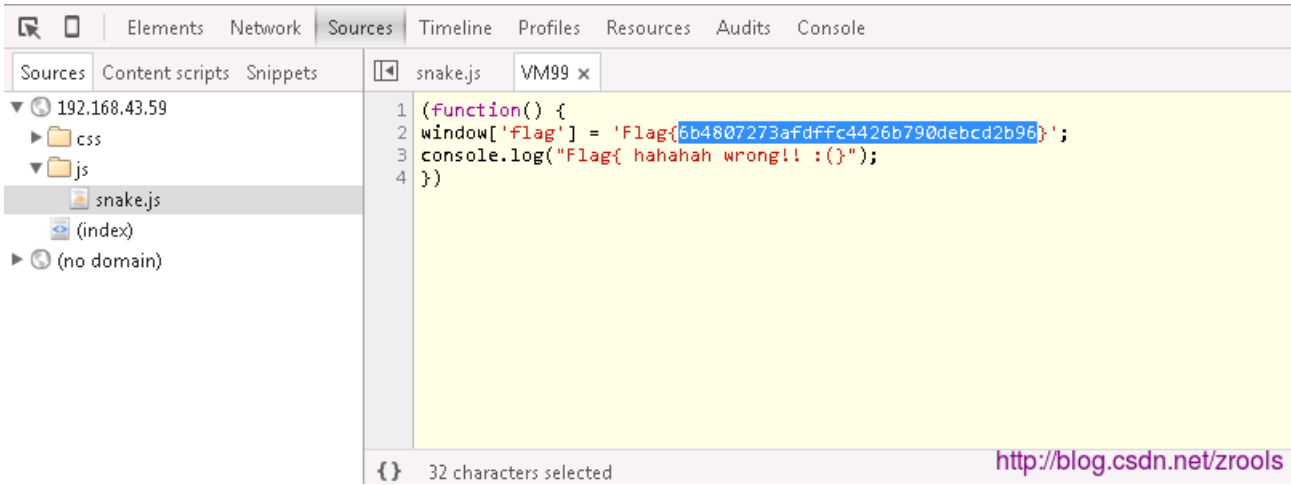 Elements Network Sources Timeline Profiles Resources Audits Console
Sources Content scripts Snippets
snake.js VM99 ×
192.168.43.59
css
js
snake.js
(index)
(no domain)
1 (function() {
2 window['flag'] = 'Flag{6b4807273afdffc4426b790debcd2b96}';
3 console.log("Flag{ hahahah wrong!! :(}");
4 })
{} 32 characters selected
http://blog.csdn.net/zrools